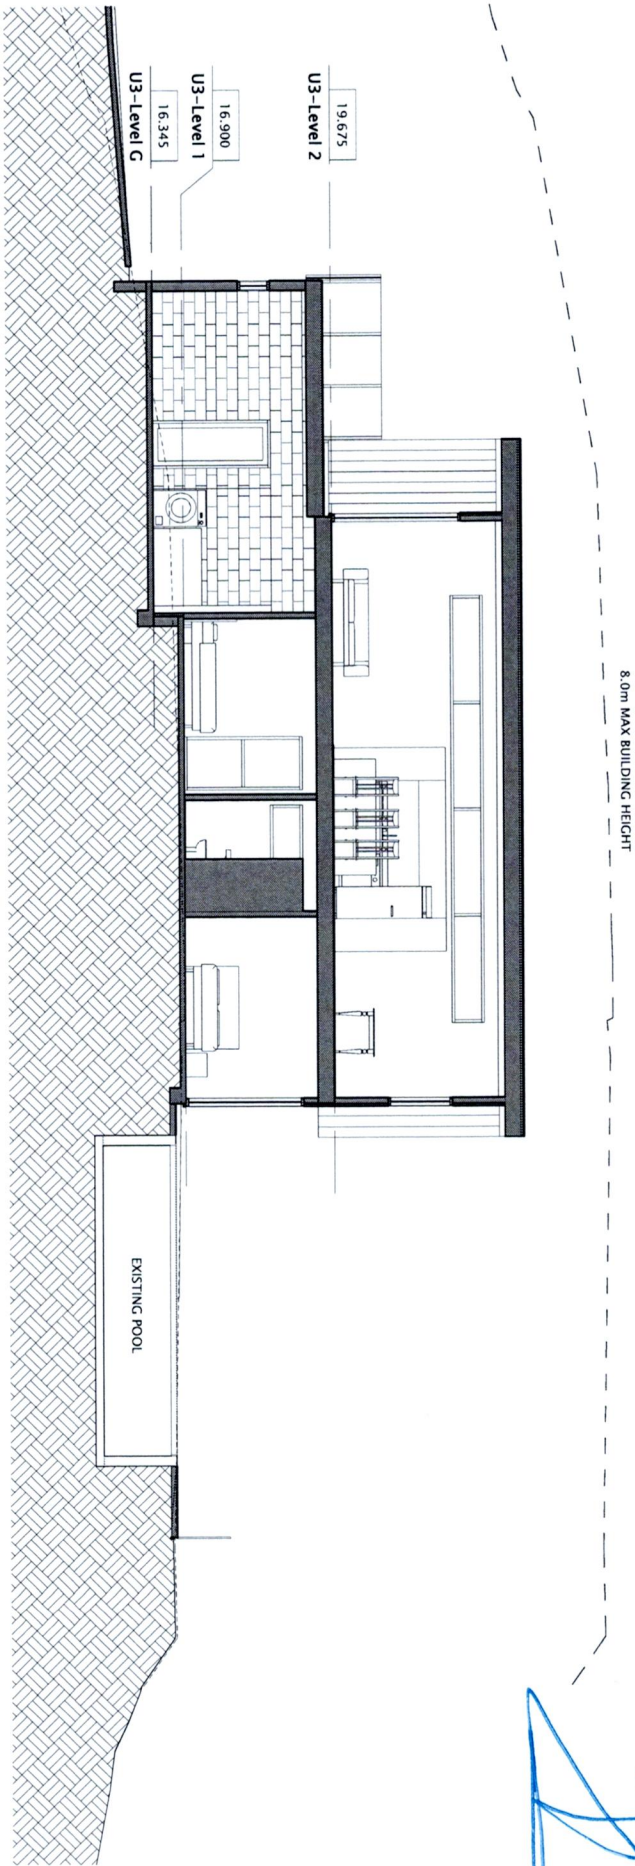 8.0m MAX BUILDING HEIGHT
19.675
U3-Level 2
16.900
U3-Level 1
16.345
U3-Level G
EXISTING POOL